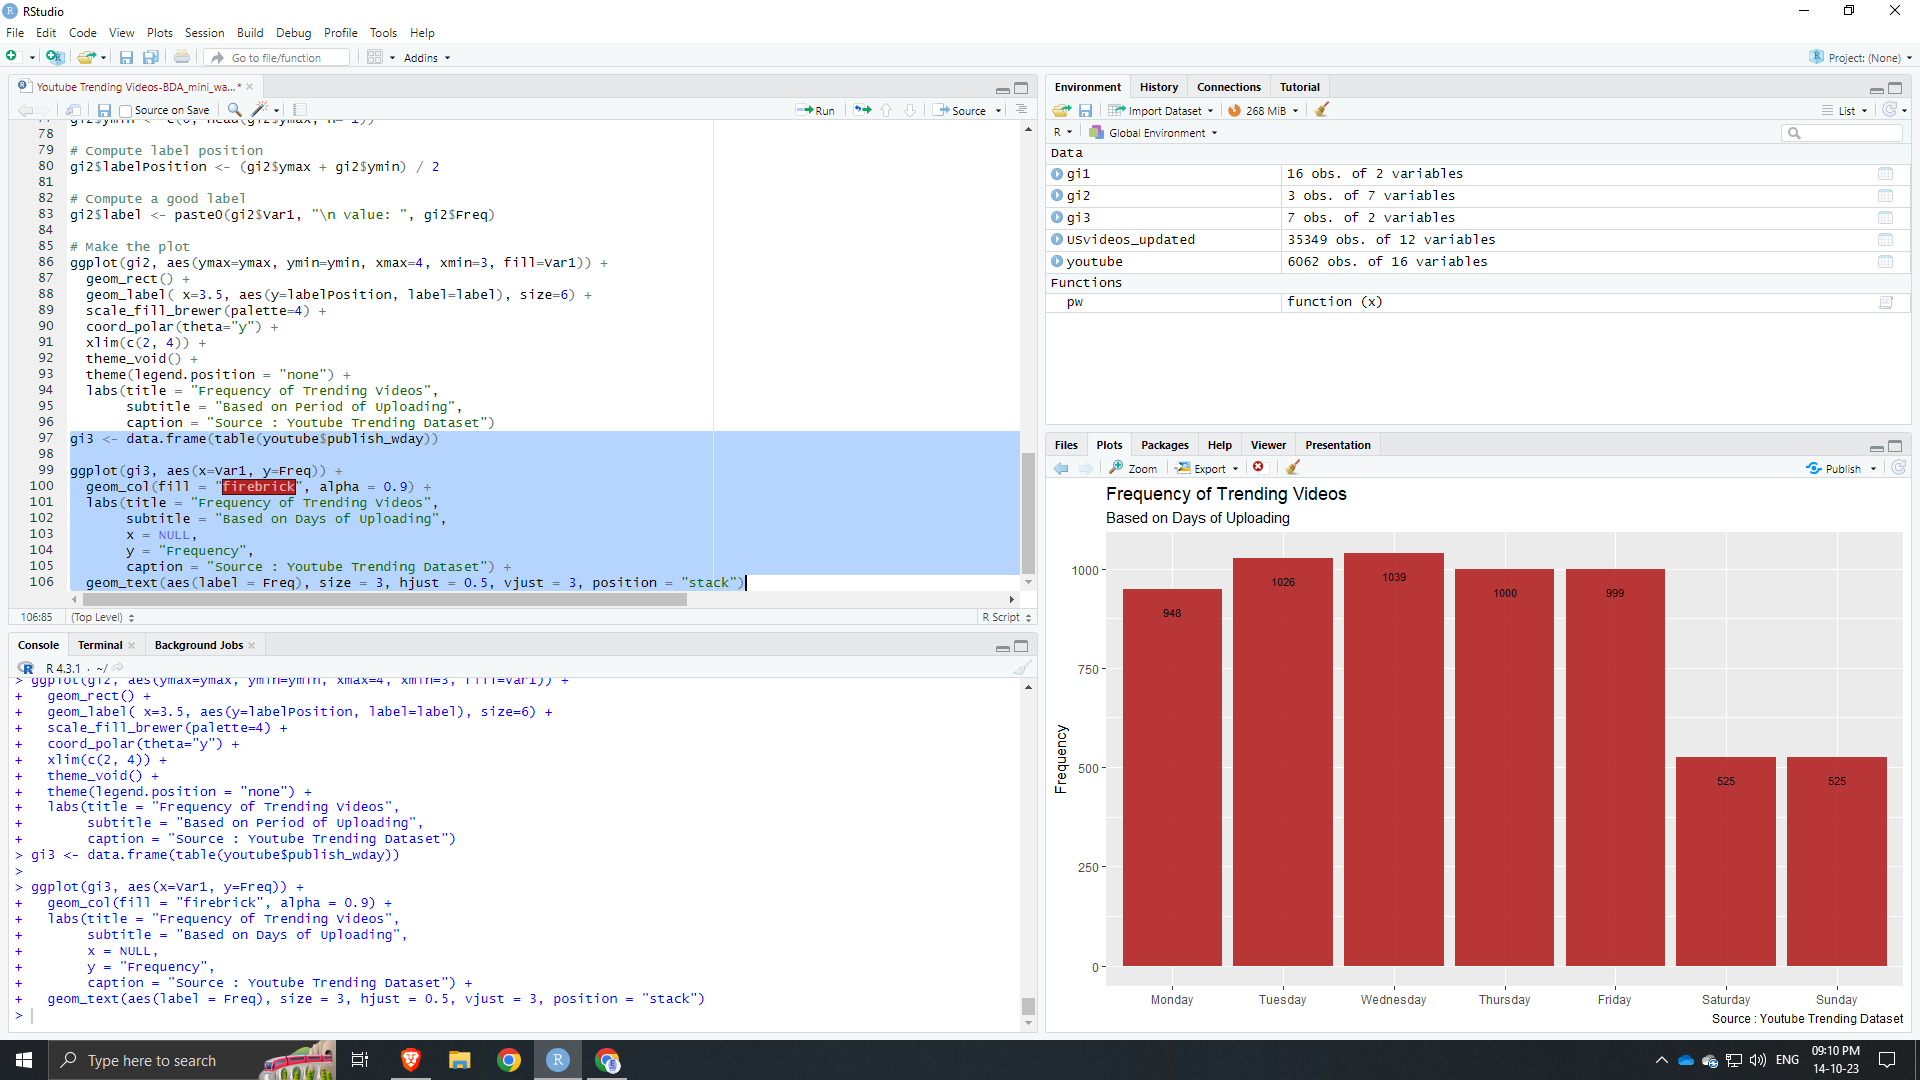 RStudio
File Edit Code View Plots Session Build Debug Profile Tools Help
Go to file/function Addins Project: (None)
Youtube Trending Videos-BDA_mini_wa...*
Source on Save Run Source
78
79 # Compute label position
80 gi2$labelPosition <- (gi2$ymax + gi2$ymin) / 2
81
82 # Compute a good label
83 gi2$label <- paste0(gi2$Var1, "\n value: ", gi2$Freq)
84
85 # Make the plot
86 ggplot(gi2, aes(ymax=ymax, ymin=ymin, xmax=4, xmin=3, fill=Var1)) +
87 geom_rect() +
88 geom_label( x=3.5, aes(y=labelPosition, label=label), size=6) +
89 scale_fill_brewer(palette=4) +
90 coord_polar(theta="y") +
91 xlim(c(2, 4)) +
92 theme_void() +
93 theme(legend.position = "none") +
94 labs(title = "Frequency of Trending Videos",
95 subtitle = "Based on Period of Uploading",
96 caption = "Source : Youtube Trending Dataset")
97 gi3 <- data.frame(table(youtube$publish_wday))
98
99 ggplot(gi3, aes(x=Var1, y=Freq)) +
100 geom_col(fill = "firebrick", alpha = 0.9) +
101 labs(title = "Frequency of Trending Videos",
102 subtitle = "Based on Days of Uploading",
103 x = NULL,
104 y = "Frequency",
105 caption = "Source : Youtube Trending Dataset") +
106 geom_text(aes(label = Freq), size = 3, hjust = 0.5, vjust = 3, position = "stack")
106:85 (Top Level) R Script
Console Terminal Background Jobs
R 4.3.1 · ~/
> ggplot(gi2, aes(ymax=ymax, ymin=ymin, xmax=4, xmin=3, fill=Var1)) +
+ geom_rect() +
+ geom_label( x=3.5, aes(y=labelPosition, label=label), size=6) +
+ scale_fill_brewer(palette=4) +
+ coord_polar(theta="y") +
+ xlim(c(2, 4)) +
+ theme_void() +
+ theme(legend.position = "none") +
+ labs(title = "Frequency of Trending Videos",
+ subtitle = "Based on Period of Uploading",
+ caption = "Source : Youtube Trending Dataset")
> gi3 <- data.frame(table(youtube$publish_wday))
>
> ggplot(gi3, aes(x=Var1, y=Freq)) +
+ geom_col(fill = "firebrick", alpha = 0.9) +
+ labs(title = "Frequency of Trending Videos",
+ subtitle = "Based on Days of Uploading",
+ x = NULL,
+ y = "Frequency",
+ caption = "Source : Youtube Trending Dataset") +
+ geom_text(aes(label = Freq), size = 3, hjust = 0.5, vjust = 3, position = "stack")
>
Environment History Connections Tutorial
Import Dataset 268 MiB List
R Global Environment
Data
gi1 16 obs. of 2 variables
gi2 3 obs. of 7 variables
gi3 7 obs. of 2 variables
USvideos_updated 35349 obs. of 12 variables
youtube 6062 obs. of 16 variables
Functions
pw function (x)
Files Plots Packages Help Viewer Presentation
Zoom Export Publish
Frequency of Trending Videos
Based on Days of Uploading
Frequency
1000
750
500
250
0
948 1026 1039 1000 999 525 525
Monday Tuesday Wednesday Thursday Friday Saturday Sunday
Source : Youtube Trending Dataset
Type here to search
ENG
09:10 PM
14-10-23